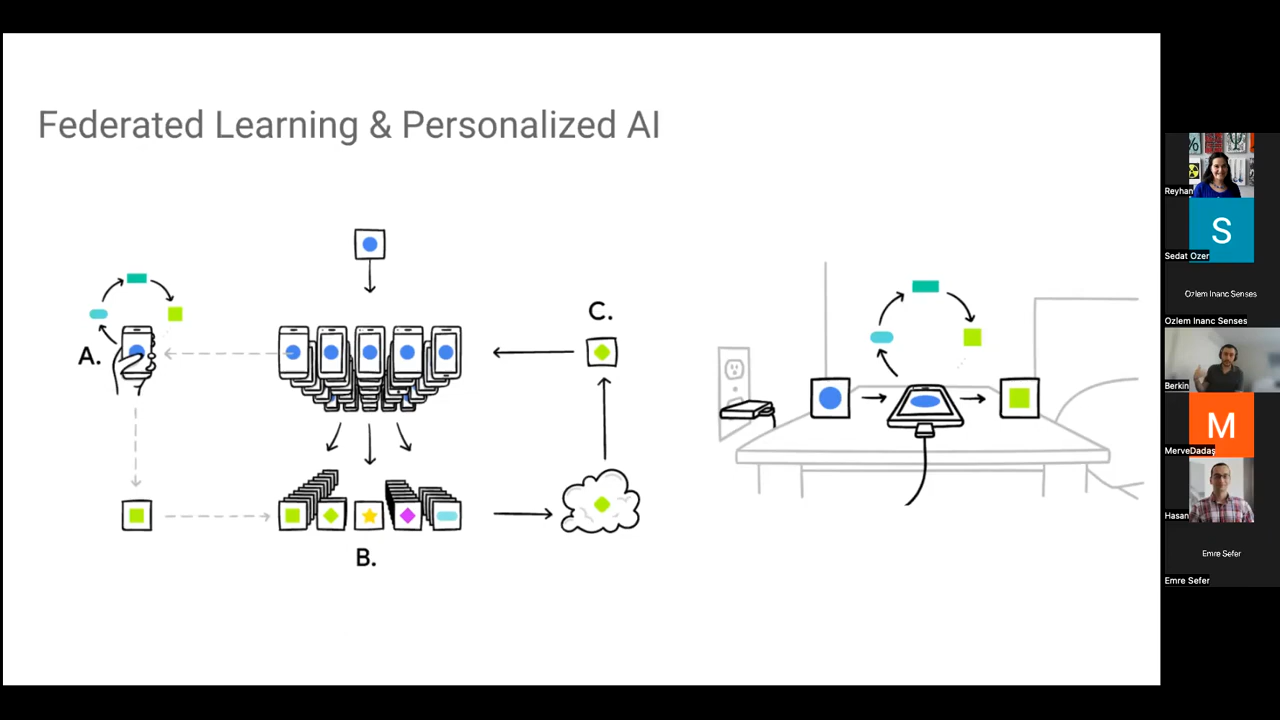 Federated Learning & Personalized AI
A.
B.
C.
Reyhan
S
Sedat Ozer
Ozlem Inanc Senses
Ozlem Inanc Senses
Berkin
M
MerveDadaş
Hasan
Emre Sefer
Emre Sefer